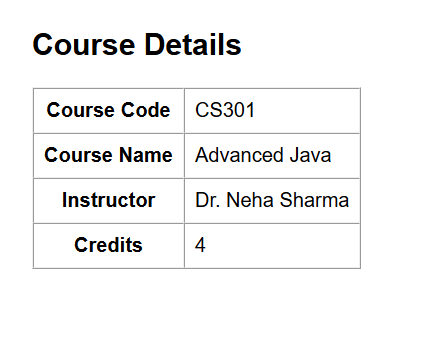 Course Details
Course Code CS301
Course Name Advanced Java
Instructor Dr. Neha Sharma
Credits 4